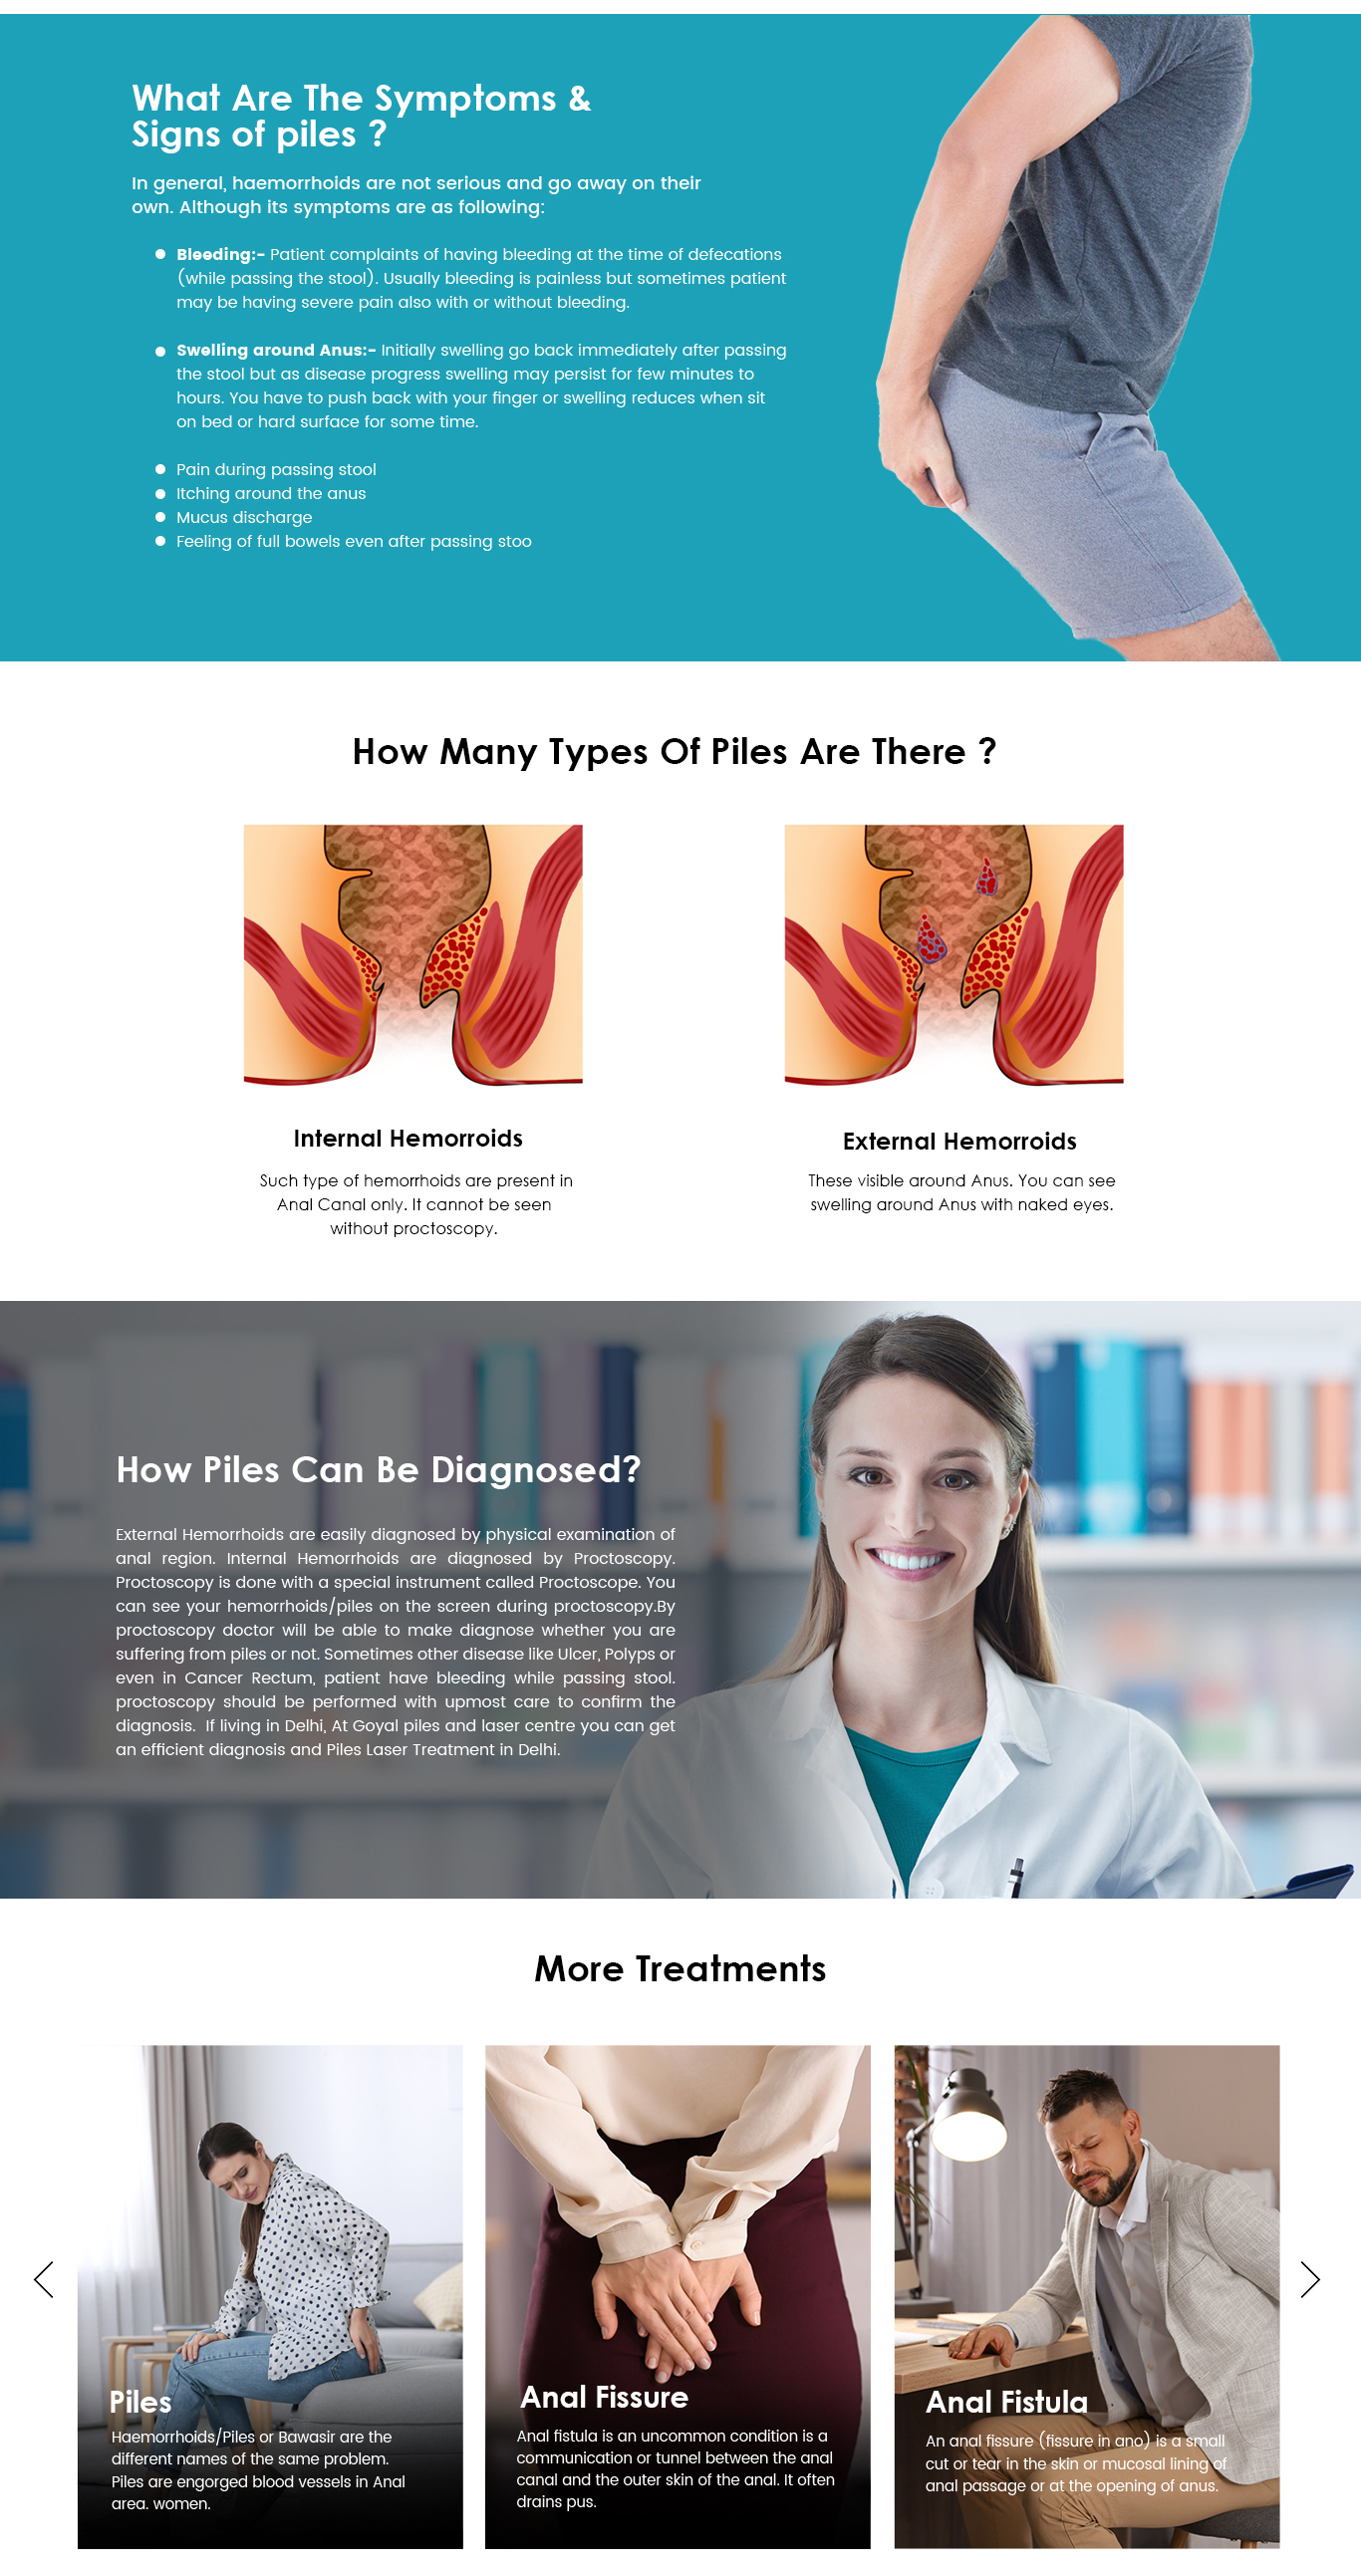 What Are The Symptoms &
Signs of piles ?
In general, haemorrhoids are not serious and go away on their
own. Although its symptoms are as following:
Bleeding:- Patient complaints of having bleeding at the time of defecations
(while passing the stool). Usually bleeding is painless but sometimes patient
may be having severe pain also with or without bleeding.
Swelling around Anus:- Initially swelling go back immediately after passing
the stool but as disease progress swelling may persist for few minutes to
hours. You have to push back with your finger or swelling reduces when sit
on bed or hard surface for some time.
Pain during passing stool
Itching around the anus
Mucus discharge
Feeling of full bowels even after passing stoo
How Many Types Of Piles Are There ?
Internal Hemorroids
Such type of hemorrhoids are present in
Anal Canal only. It cannot be seen
without proctoscopy.
External Hemorroids
These visible around Anus. You can see
swelling around Anus with naked eyes.
How Piles Can Be Diagnosed?
External Hemorrhoids are easily diagnosed by physical examination of
anal region. Internal Hemorrhoids are diagnosed by Proctoscopy.
Proctoscopy is done with a special instrument called Proctoscope. You
can see your hemorrhoids/piles on the screen during proctoscopy.By
proctoscopy doctor will be able to make diagnose whether you are
suffering from piles or not. Sometimes other disease like Ulcer, Polyps or
even in Cancer Rectum, patient have bleeding while passing stool.
proctoscopy should be performed with upmost care to confirm the
diagnosis. If living in Delhi, At Goyal piles and laser centre you can get
an efficient diagnosis and Piles Laser Treatment in Delhi.
More Treatments
Piles
Haemorrhoids/Piles or Bawasir are the
different names of the same problem.
Piles are engorged blood vessels in Anal
area. women.
Anal Fissure
Anal fistula is an uncommon condition is a
communication or tunnel between the anal
canal and the outer skin of the anal. It often
drains pus.
Anal Fistula
An anal fissure (fissure in ano) is a small
cut or tear in the skin or mucosal lining of
anal passage or at the opening of anus.